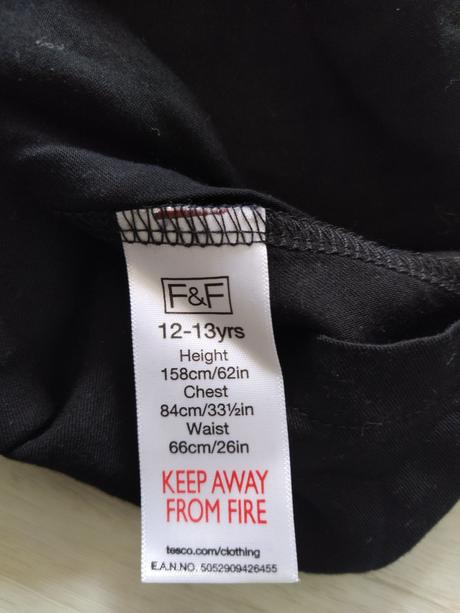 F&F
12-13yrs
Height
158cm/62in
Chest
84cm/33½in
Waist
66cm/26in
KEEP AWAY
FROM FIRE
tesco.com/clothing
E.A.N.NO. 5052909426455